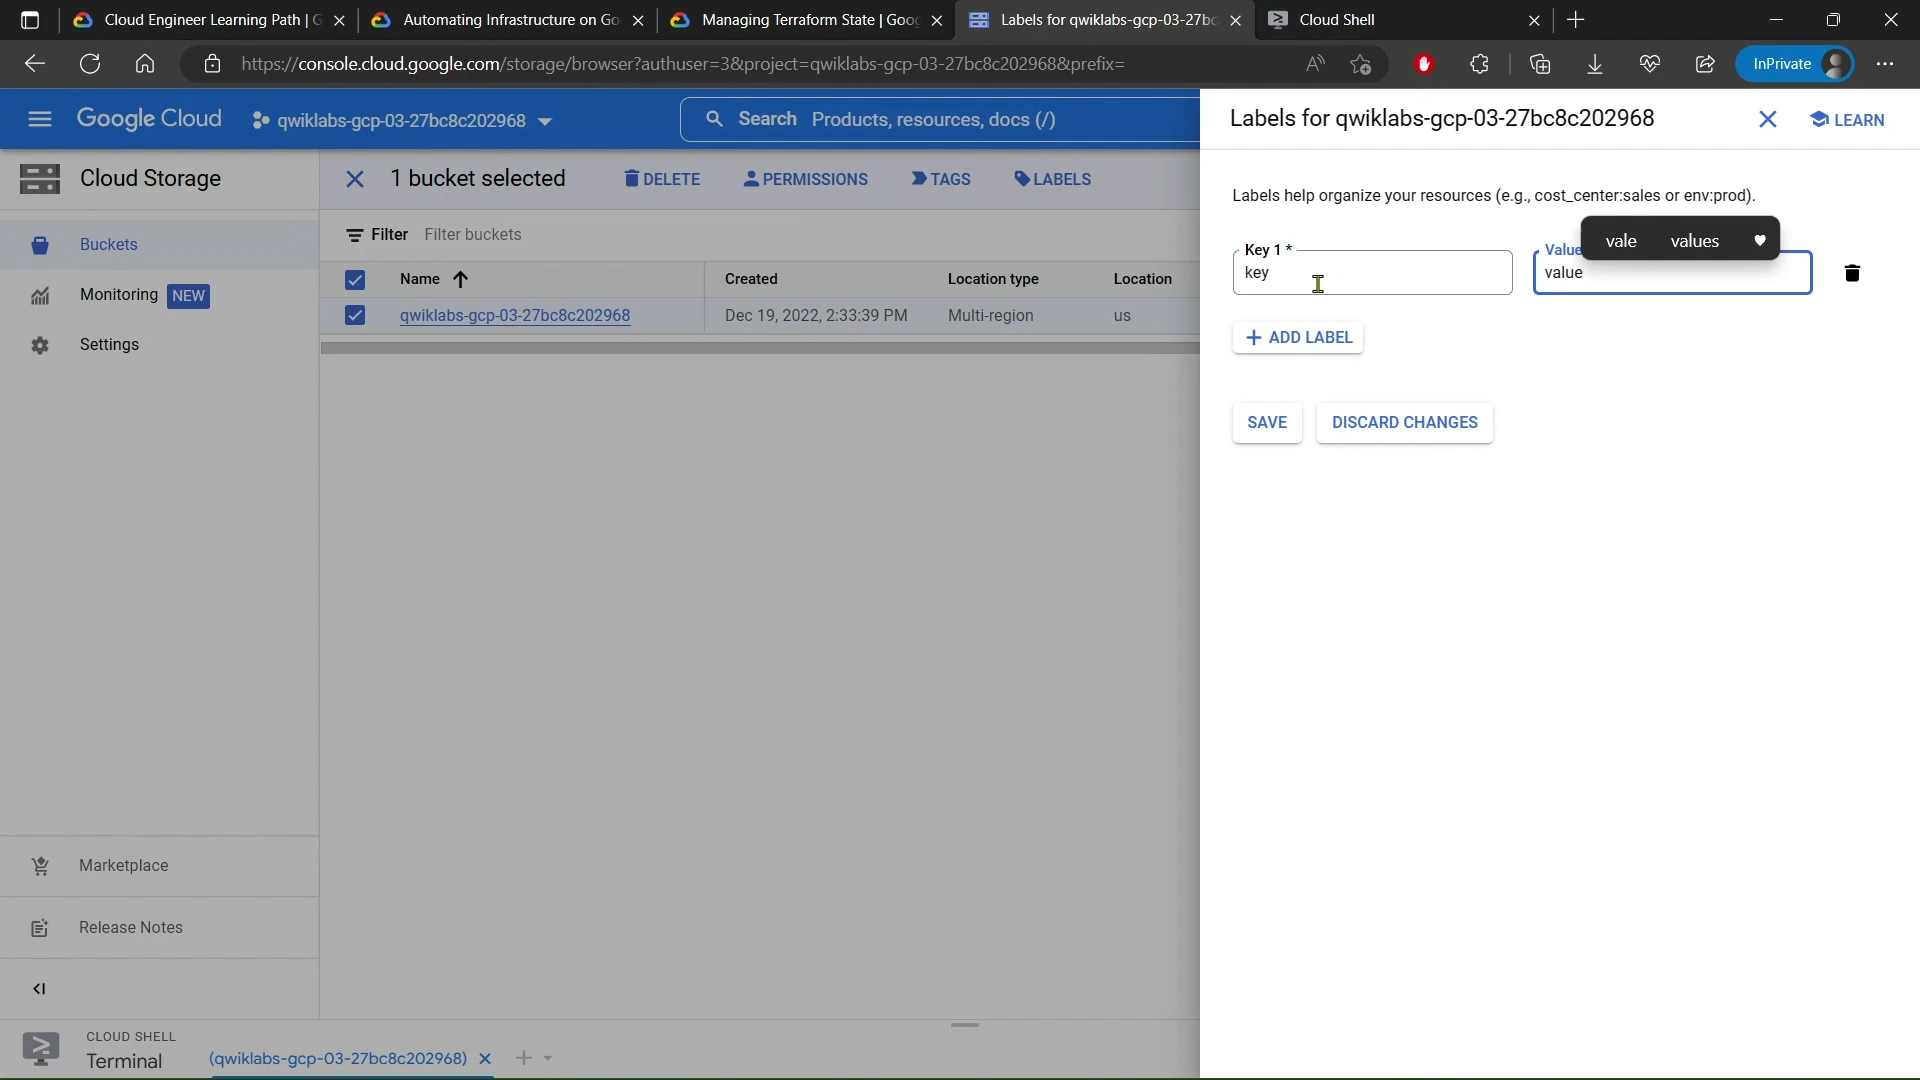 Cloud Engineer Learning Path | G
Automating Infrastructure on Go
Managing Terraform State | Goog
Labels for qwiklabs-gcp-03-27bc
Cloud Shell
https://console.cloud.google.com/storage/browser?authuser=3&project=qwiklabs-gcp-03-27bc8c202968&prefix=
InPrivate
Google Cloud
qwiklabs-gcp-03-27bc8c202968
Search Products, resources, docs (/)
Labels for qwiklabs-gcp-03-27bc8c202968
LEARN
Cloud Storage
1 bucket selected
DELETE
PERMISSIONS
TAGS
LABELS
Labels help organize your resources (e.g., cost_center:sales or env:prod).
Buckets
Monitoring NEW
Settings
Filter Filter buckets
Name Created Location type Location
qwiklabs-gcp-03-27bc8c202968 Dec 19, 2022, 2:33:39 PM Multi-region us
vale values
Key 1 *
key
Value
value
ADD LABEL
SAVE
DISCARD CHANGES
Marketplace
Release Notes
CLOUD SHELL
Terminal
(qwiklabs-gcp-03-27bc8c202968)